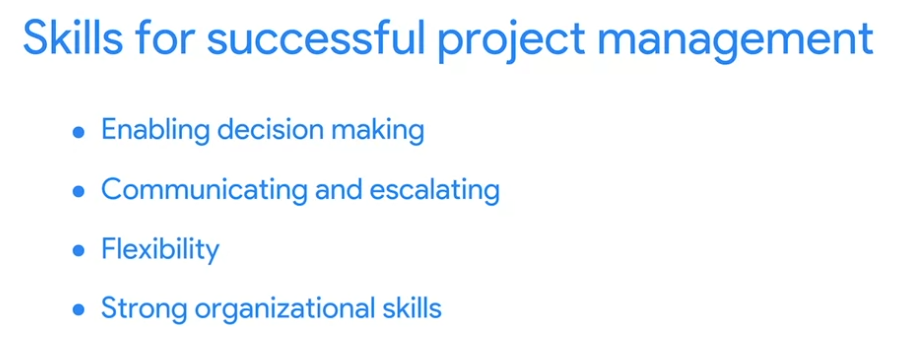 Skills for successful project management
• Enabling decision making
• Communicating and escalating
• Flexibility
• Strong organizational skills